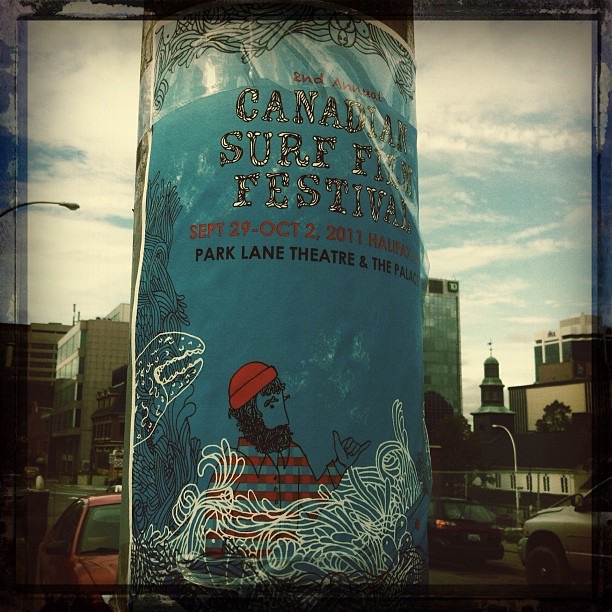 2nd Annual
CANADIAN
SURF FILM
FESTIVAL
SEPT 29-OCT 2, 2011 HALIFAX
PARK LANE THEATRE & THE PALACE